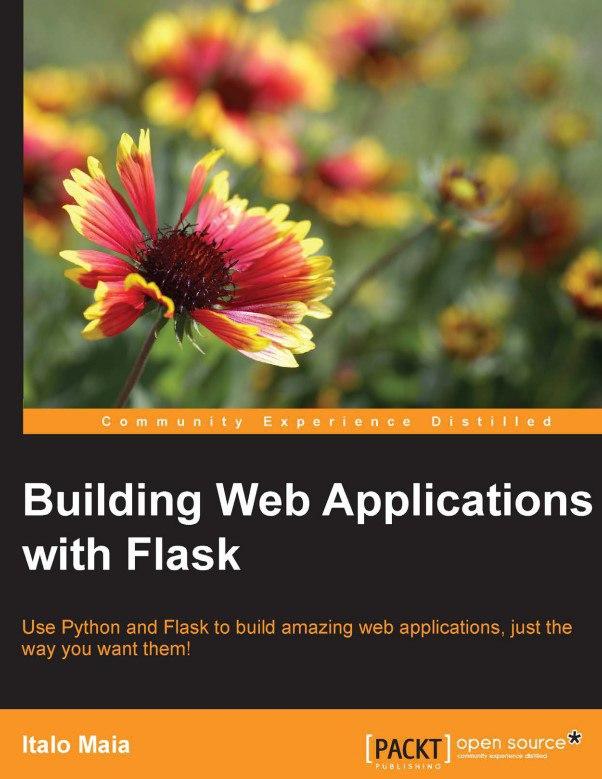 Community Experience Distilled
Building Web Applications
with Flask
Use Python and Flask to build amazing web applications, just the
way you want them!
Italo Maia
[PACKT] open source*
PUBLISHING community experience distilled